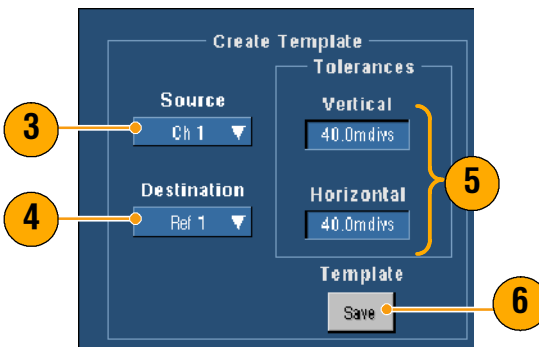 Create Template
Tolerances
Source
Vertical
3
Ch 1
40.0mdivs
5
Destination
Horizontal
4
Ref 1
40.0mdivs
Template
Save
6